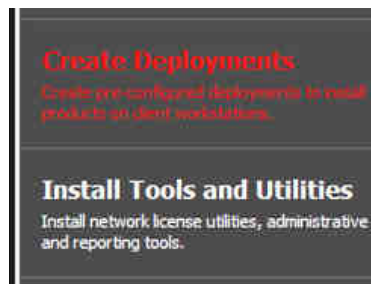 Create Deployments
Create pre-configured deployments to install
products on client workstations.
Install Tools and Utilities
Install network license utilities, administrative
and reporting tools.